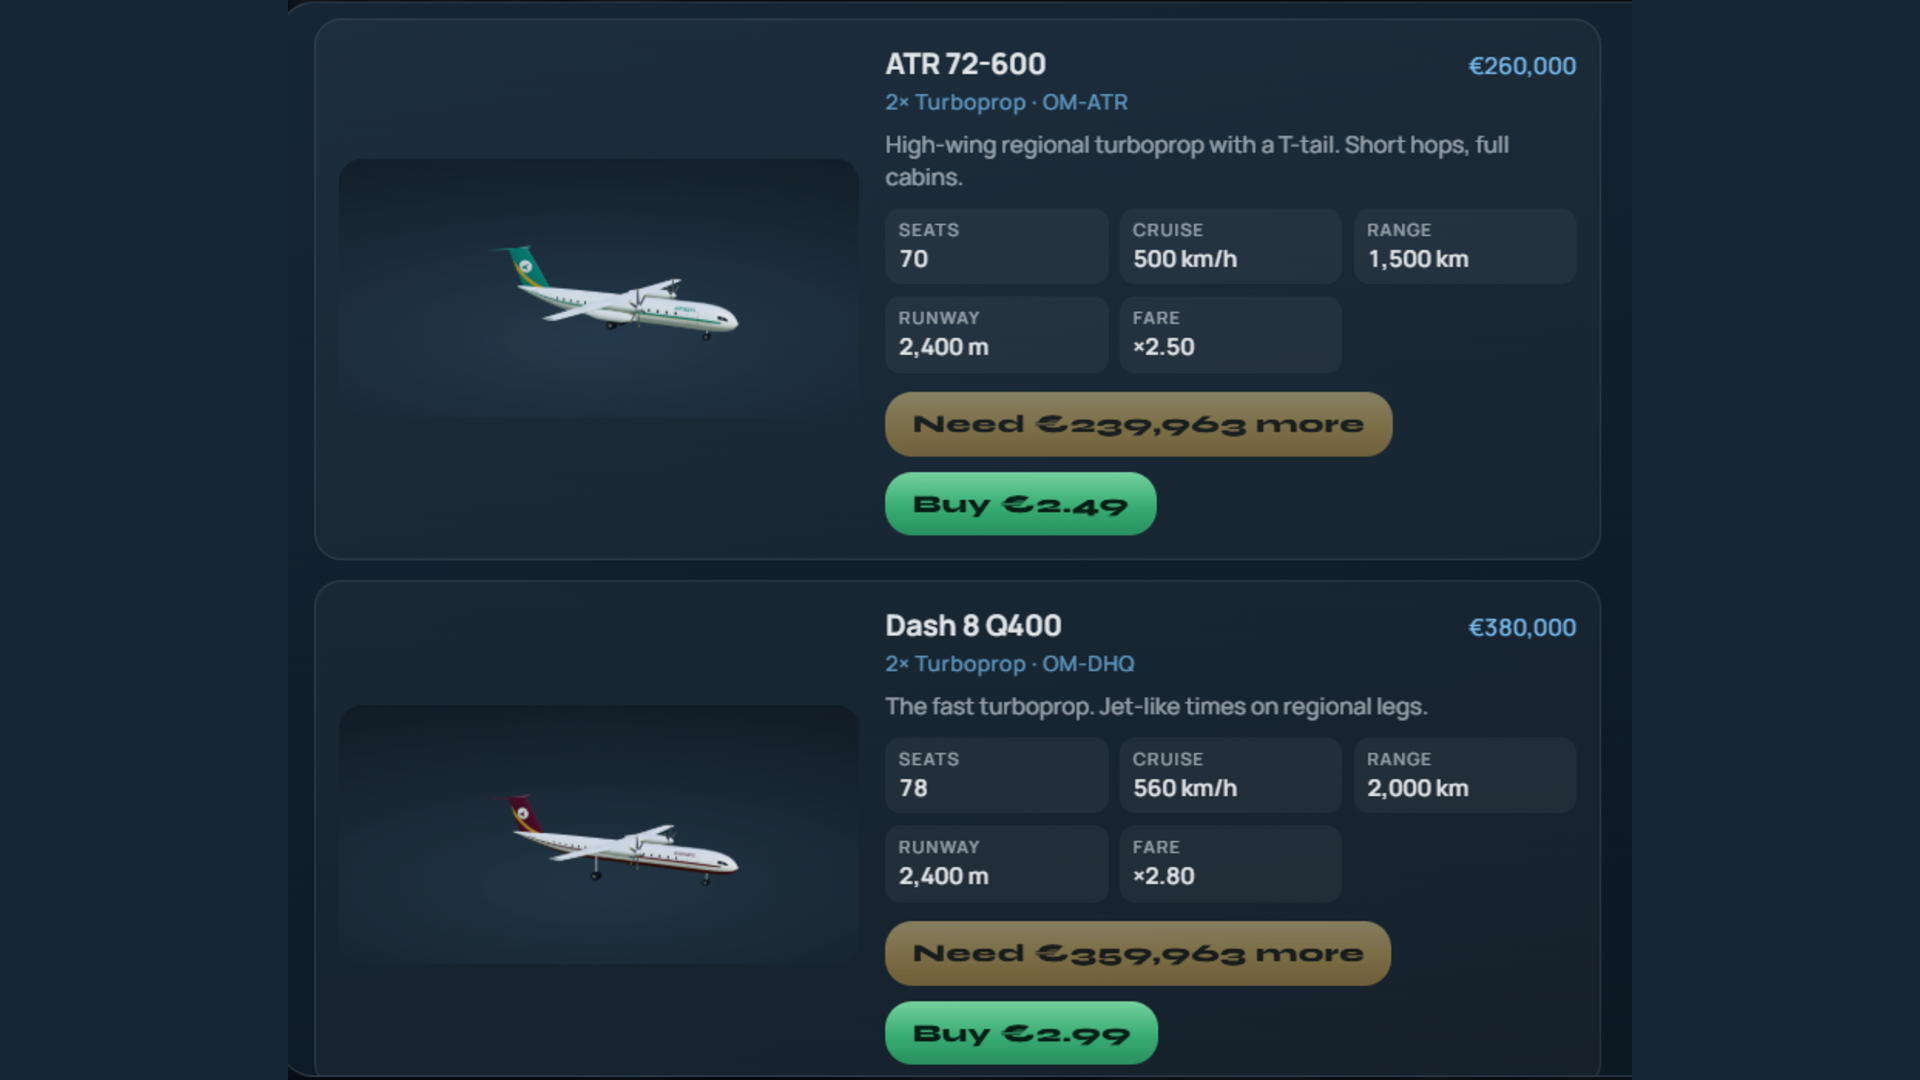 ATR 72-600
€260,000
2× Turboprop · OM-ATR
High-wing regional turboprop with a T-tail. Short hops, full
cabins.
SEATS
70
CRUISE
500 km/h
RANGE
1,500 km
RUNWAY
2,400 m
FARE
×2.50
Need €239,963 more
Buy €2.49
Dash 8 Q400
€380,000
2× Turboprop · OM-DHQ
The fast turboprop. Jet-like times on regional legs.
SEATS
78
CRUISE
560 km/h
RANGE
2,000 km
RUNWAY
2,400 m
FARE
×2.80
Need €359,963 more
Buy €2.99